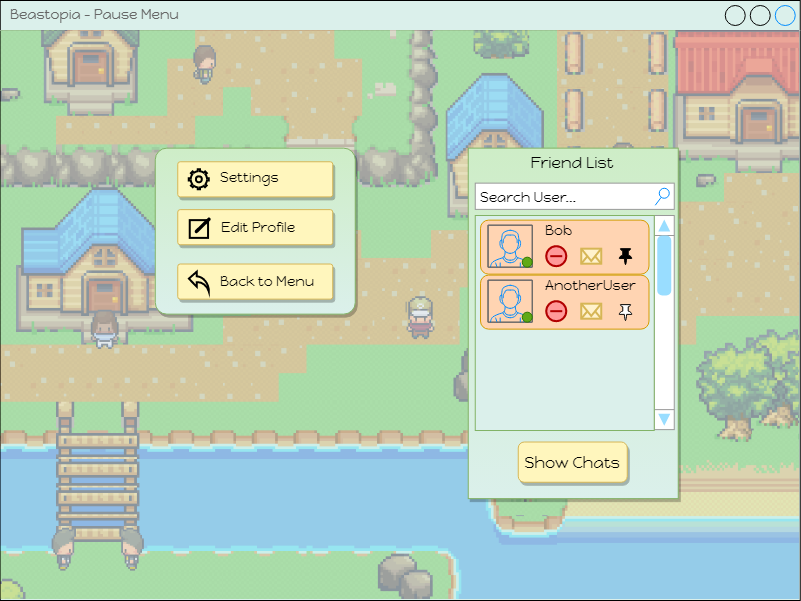 Beastopia - Pause Menu
Settings
Edit Profile
Back to Menu
Friend List
Search User...
Bob
AnotherUser
Show Chats